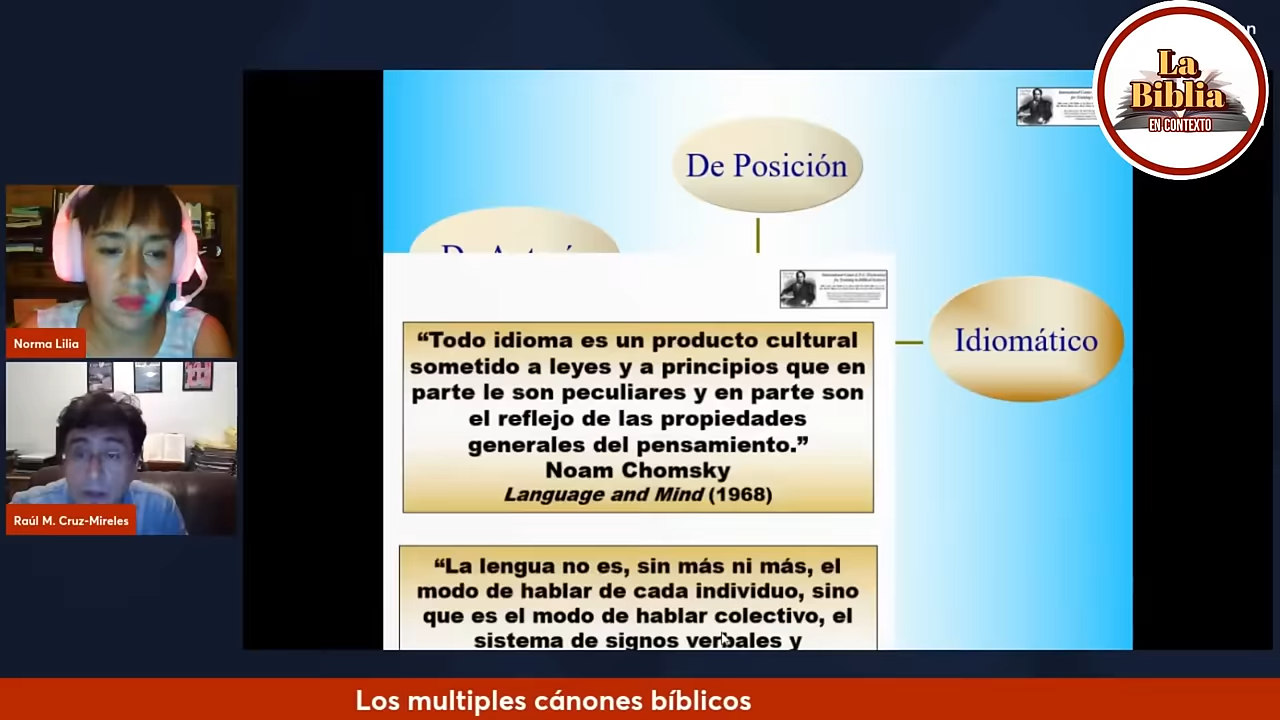 La
Biblia
EN CONTEXTO
De Posición
Idiomático
“Todo idioma es un producto cultural
sometido a leyes y a principios que en
parte le son peculiares y en parte son
el reflejo de las propiedades
generales del pensamiento.”
Noam Chomsky
Language and Mind (1968)
“La lengua no es, sin más ni más, el
modo de hablar de cada individuo, sino
que es el modo de hablar colectivo, el
sistema de signos verbales y
Norma Lilia
Raúl M. Cruz-Mireles
Los multiples cánones bíblicos